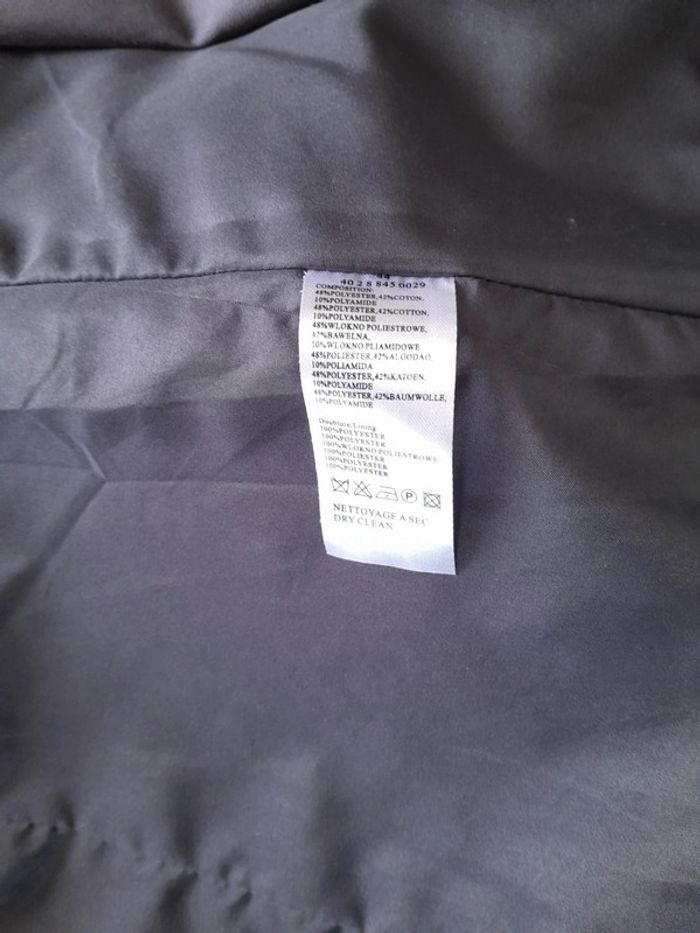 44
40 2 8 845 0029
COMPOSITION:
48%POLYESTER,42%COTON,
10%POLYAMIDE
48%POLYESTER,42%COTTON,
10%POLYAMIDE
48%WLOKNO POLIESTROWE,
42%BAWELNA,
10%WLOKNO PLIAMIDOWE
48%POLIESTER,42%ALGODAO,
10%POLIAMIDA
48%POLYESTER,42%KATOEN,
10%POLYAMIDE
48%POLYESTER,42%BAUMWOLLE,
10%POLYAMIDE
Doublure/Lining
100%POLYESTER
100%POLYESTER
100%WLOKNO POLIESTROWE
100%POLIESTER
100%POLYESTER
100%POLYESTER
P
NETTOYAGE A SEC
DRY CLEAN